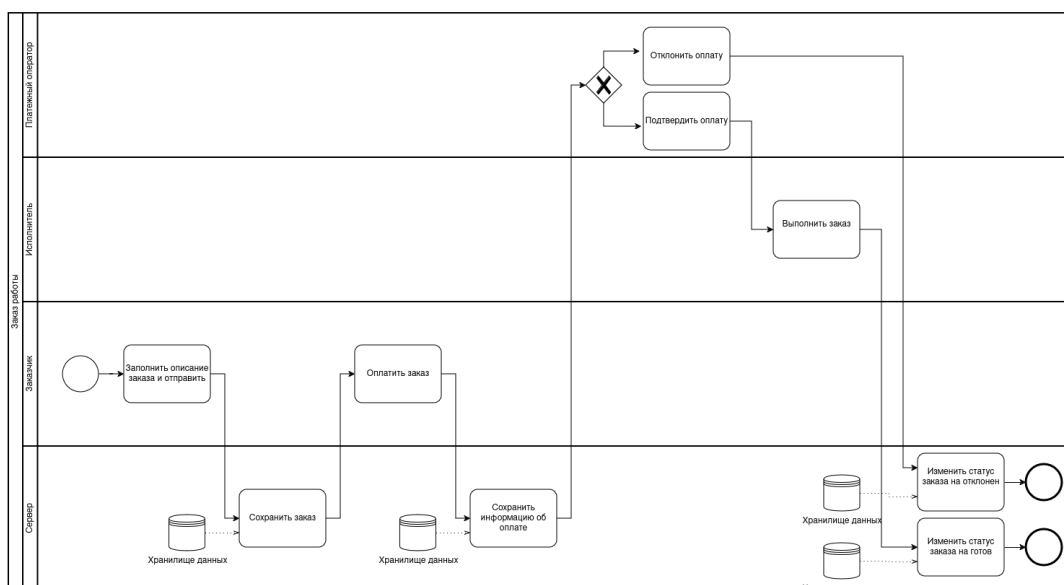 Заказ работы
Платежный оператор
Отклонить оплату
Подтвердить оплату
Исполнитель
Выполнить заказ
Заказчик
Заполнить описание
заказа и отправить
Оплатить заказ
Сервер
Хранилище данных
Сохранить заказ
Хранилище данных
Сохранить
информацию об
оплате
Хранилище данных
Изменить статус
заказа на отклонен
Изменить статус
заказа на готов